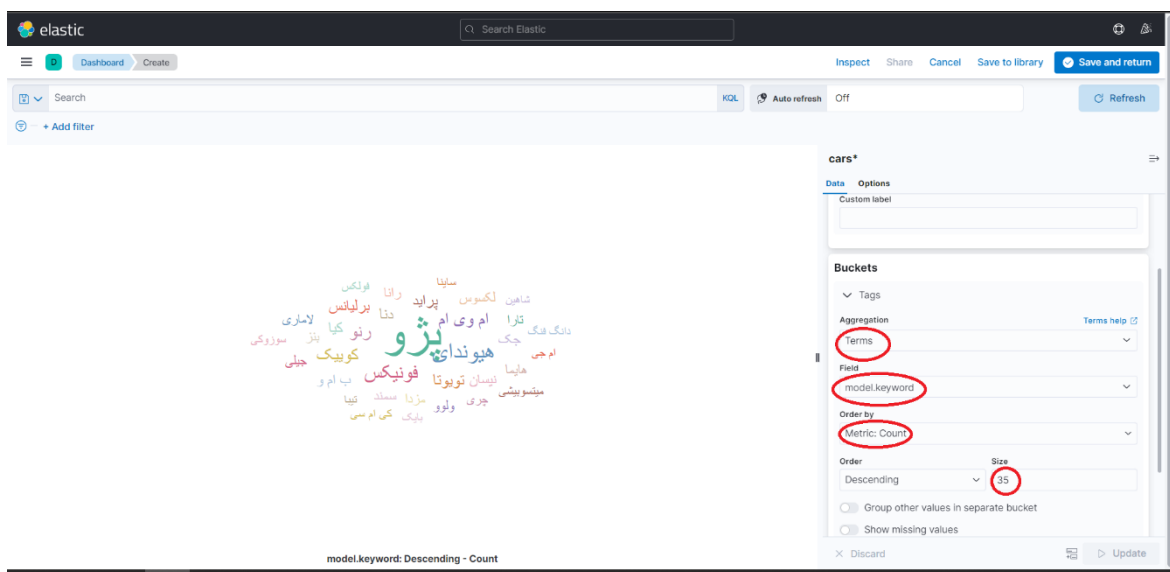 elastic
Search Elastic
D Dashboard Create
Inspect Share Cancel Save to library Save and return
Search KQL Auto refresh Off Refresh
+ Add filter
cars*
Data Options
Custom label
Buckets
Tags
Aggregation Terms help
Terms
Field
model.keyword
Order by
Metric: Count
Order Size
Descending 35
Group other values in separate bucket
Show missing values
Discard Update
ساینا
فولکس
رانا
پراید
لکسوس
شاهین
برلیانس
دنا
ام وی ام
تارا
لاماری
کیا
رنو
پژو
جک
دانگ فنگ
سوزوکی
بنز
کوییک
هیوندای
ام جی
جیلی
فونیکس
هایما
ب ام و
تویوتا
نیسان
میتسوبیشی
تیبا
سمند
مزدا
ولوو
چری
کی ام سی
بایک
model.keyword: Descending - Count